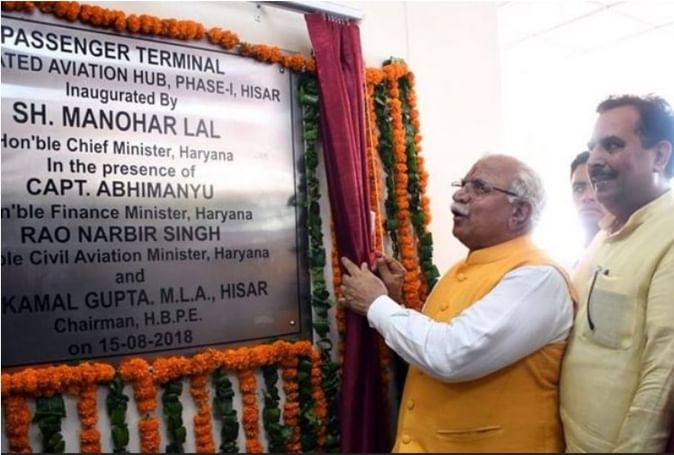 PASSENGER TERMINAL
ATED AVIATION HUB, PHASE-I, HISAR
Inaugurated By
SH. MANOHAR LAL
Hon'ble Chief Minister, Haryana
In the presence of
CAPT. ABHIMANYU
n'ble Finance Minister, Haryana
RAO NARBIR SINGH
ble Civil Aviation Minister, Haryana
and
KAMAL GUPTA. M.L.A., HISAR
Chairman, H.B.P.E.
on 15-08-2018